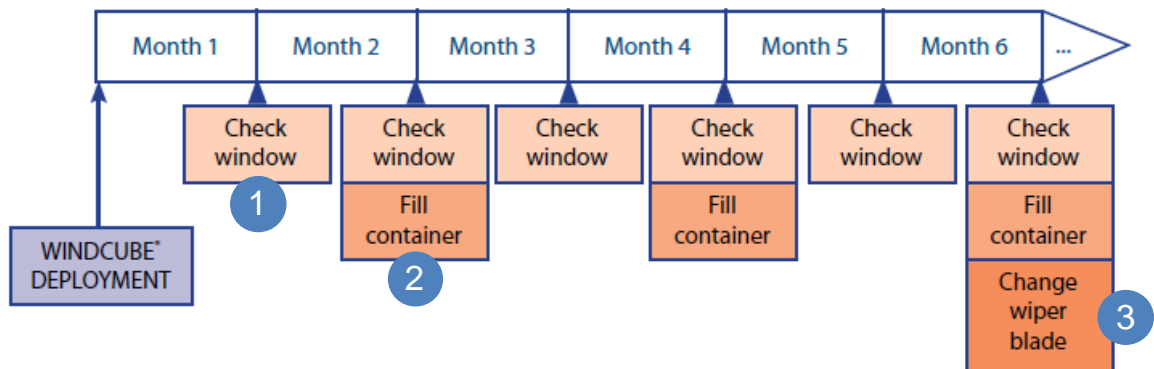 Month 1
Month 2
Month 3
Month 4
Month 5
Month 6
...
Check
window
Check
window
Check
window
Check
window
Check
window
Check
window
1
Fill
container
Fill
container
Fill
container
WINDCUBE®
DEPLOYMENT
2
Change
wiper
blade
3